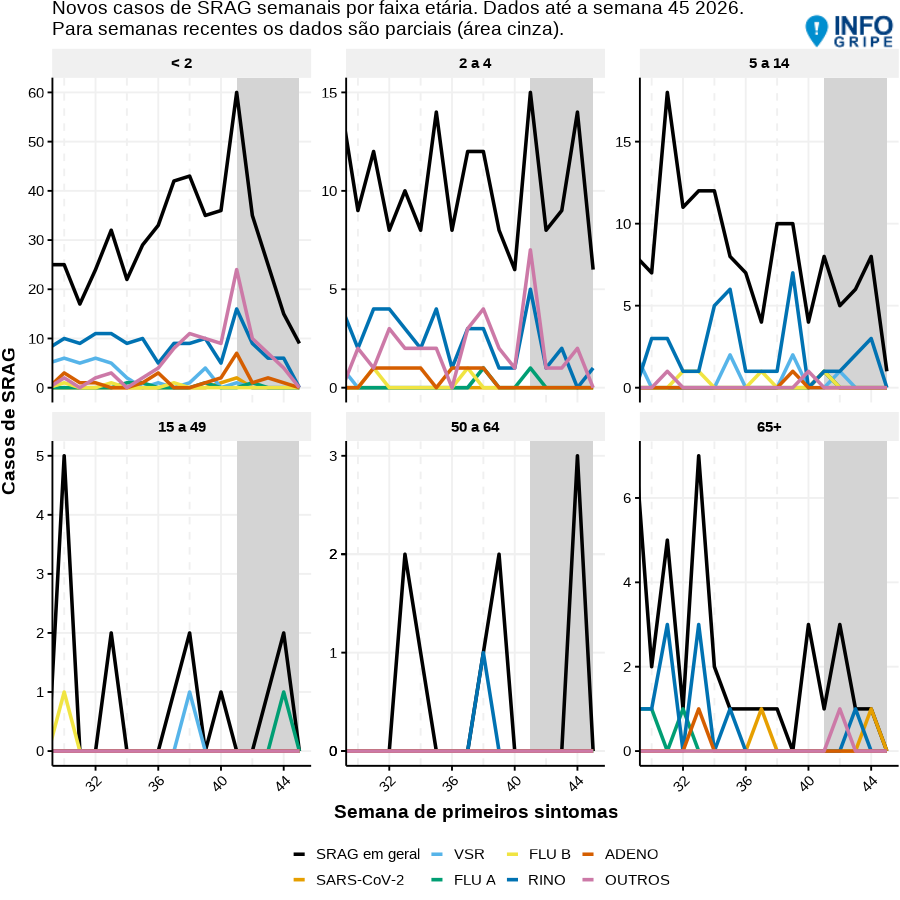 Novos casos de SRAG semanais por faixa etária. Dados até a semana 45 2026.
Para semanas recentes os dados são parciais (área cinza).
INFO
GRIPE
< 2
2 a 4
5 a 14
60
50
40
30
20
10
0
15
10
5
0
15
10
5
0
Casos de SRAG
15 a 49
50 a 64
65+
5
4
3
2
1
0
3
2
1
0
6
4
2
0
32 36 40 44
32 36 40 44
32 36 40 44
Semana de primeiros sintomas
SRAG em geral VSR FLU B ADENO
SARS-CoV-2 FLU A RINO OUTROS